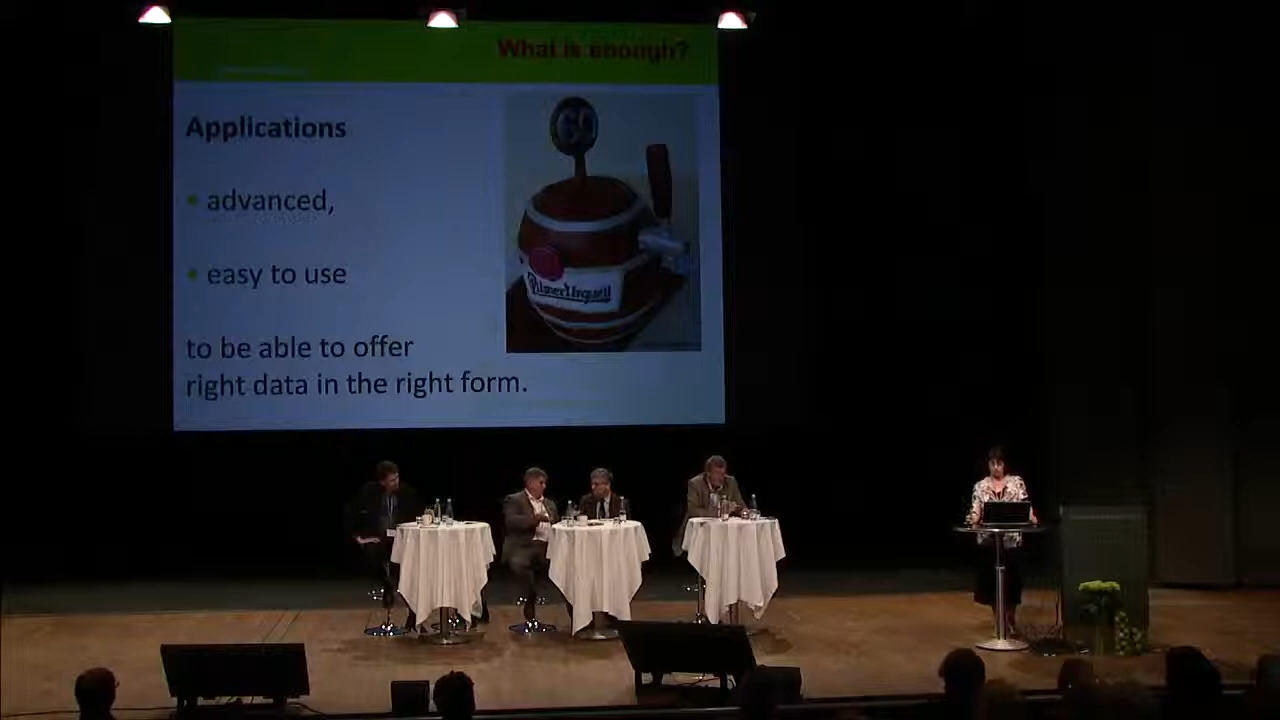 What is enough?
Applications
• advanced,
• easy to use
to be able to offer
right data in the right form.
60
Pilsner Urquell